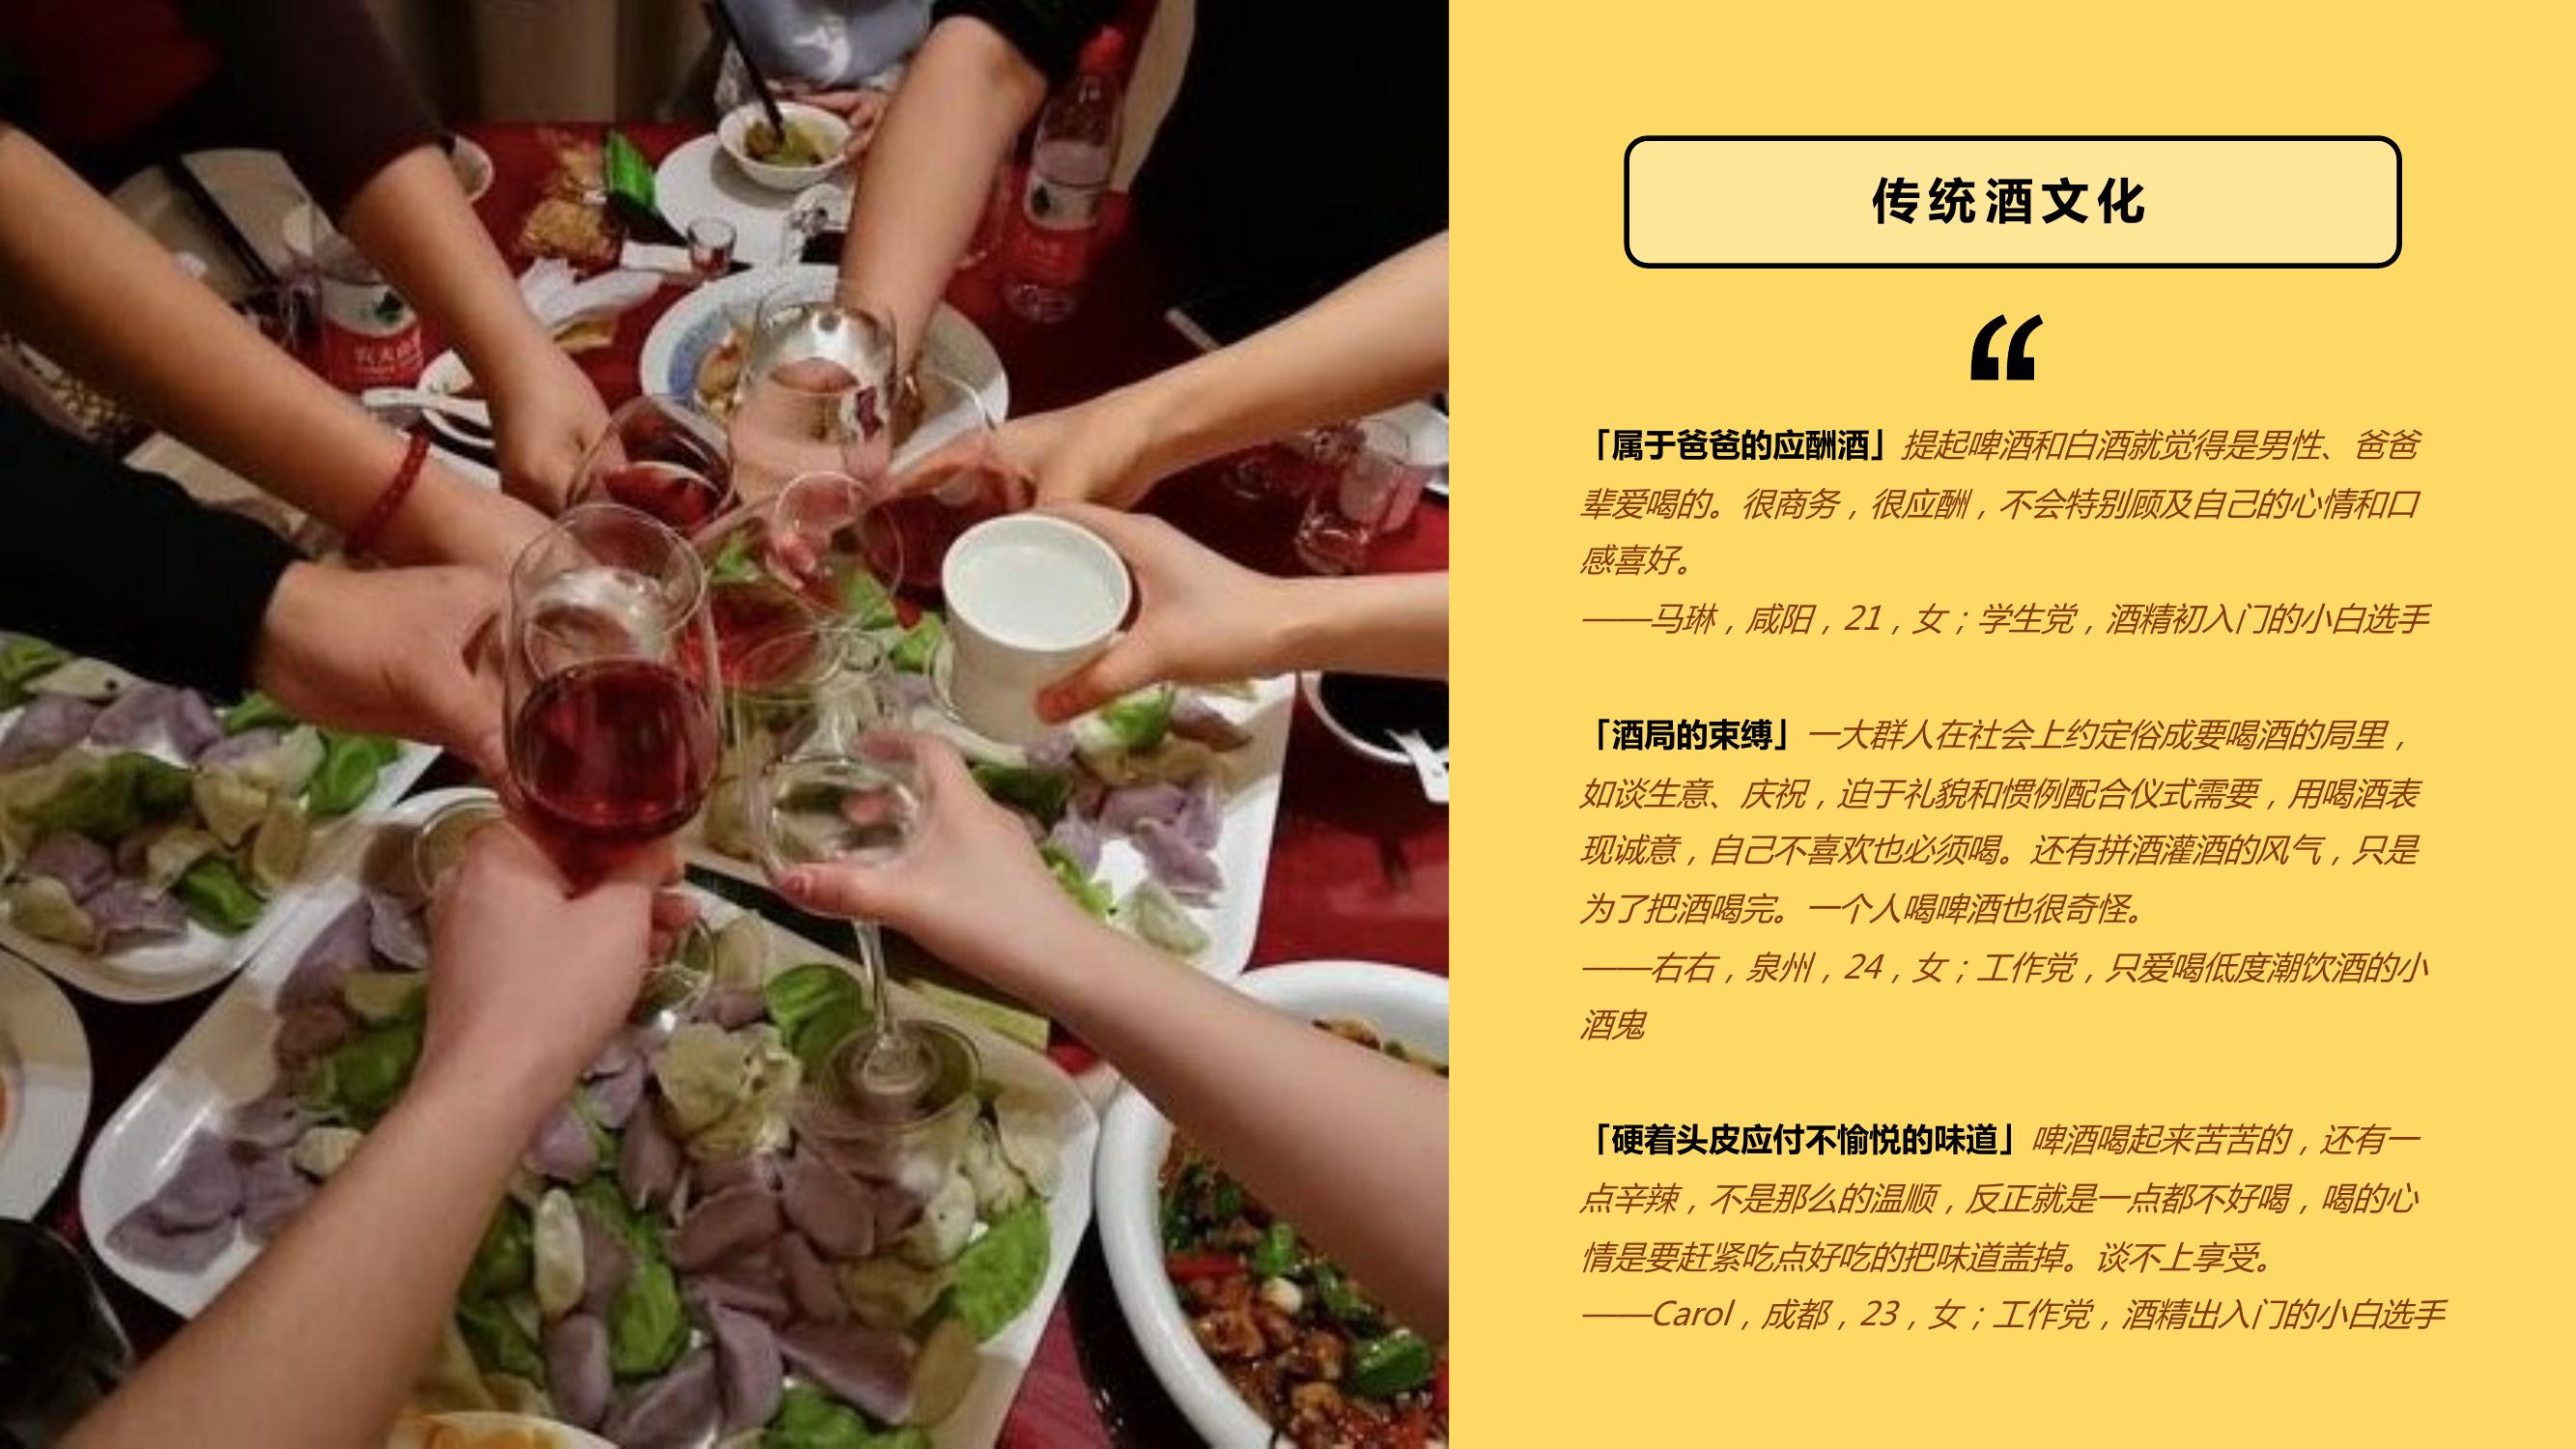 传统酒文化
“
「属于爸爸的应酬酒」提起啤酒和白酒就觉得是男性、爸爸
辈爱喝的。很商务，很应酬，不会特别顾及自己的心情和口
感喜好。
——马琳，咸阳，21，女；学生党，酒精初入门的小白选手
「酒局的束缚」一大群人在社会上约定俗成要喝酒的局里，
如谈生意、庆祝，迫于礼貌和惯例配合仪式需要，用喝酒表
现诚意，自己不喜欢也必须喝。还有拼酒灌酒的风气，只是
为了把酒喝完。一个人喝啤酒也很奇怪。
——右右，泉州，24，女；工作党，只爱喝低度潮饮酒的小
酒鬼
「硬着头皮应付不愉悦的味道」啤酒喝起来苦苦的，还有一
点辛辣，不是那么的温顺，反正就是一点都不好喝，喝的心
情是要赶紧吃点好吃的把味道盖掉。谈不上享受。
——Carol，成都，23，女；工作党，酒精出入门的小白选手